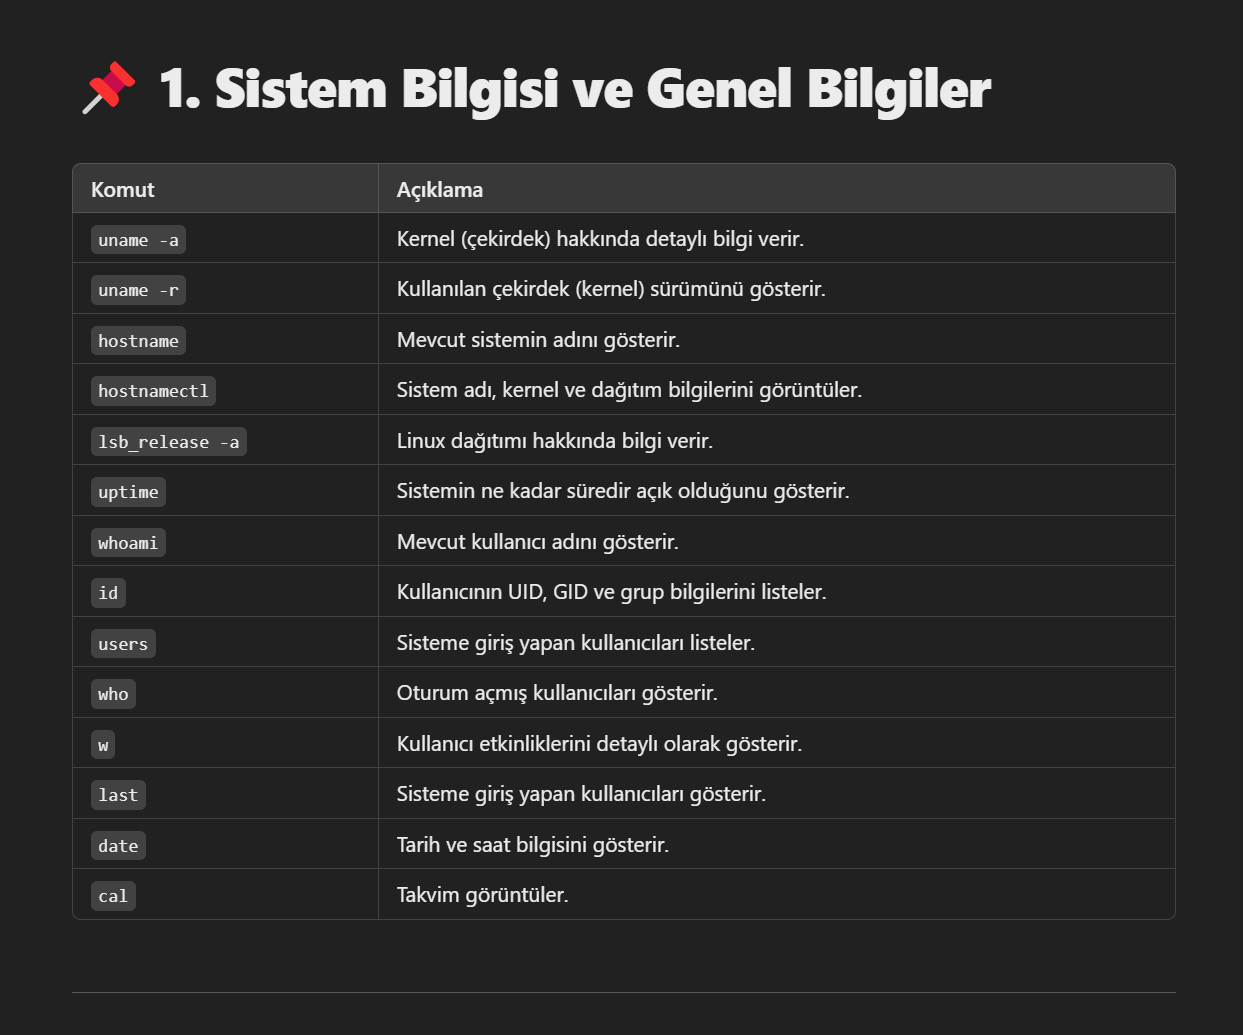 1. Sistem Bilgisi ve Genel Bilgiler
Komut Açıklama
uname -a Kernel (çekirdek) hakkında detaylı bilgi verir.
uname -r Kullanılan çekirdek (kernel) sürümünü gösterir.
hostname Mevcut sistemin adını gösterir.
hostnamectl Sistem adı, kernel ve dağıtım bilgilerini görüntüler.
lsb_release -a Linux dağıtımı hakkında bilgi verir.
uptime Sistemin ne kadar süredir açık olduğunu gösterir.
whoami Mevcut kullanıcı adını gösterir.
id Kullanıcının UID, GID ve grup bilgilerini listeler.
users Sisteme giriş yapan kullanıcıları listeler.
who Oturum açmış kullanıcıları gösterir.
w Kullanıcı etkinliklerini detaylı olarak gösterir.
last Sisteme giriş yapan kullanıcıları gösterir.
date Tarih ve saat bilgisini gösterir.
cal Takvim görüntüler.